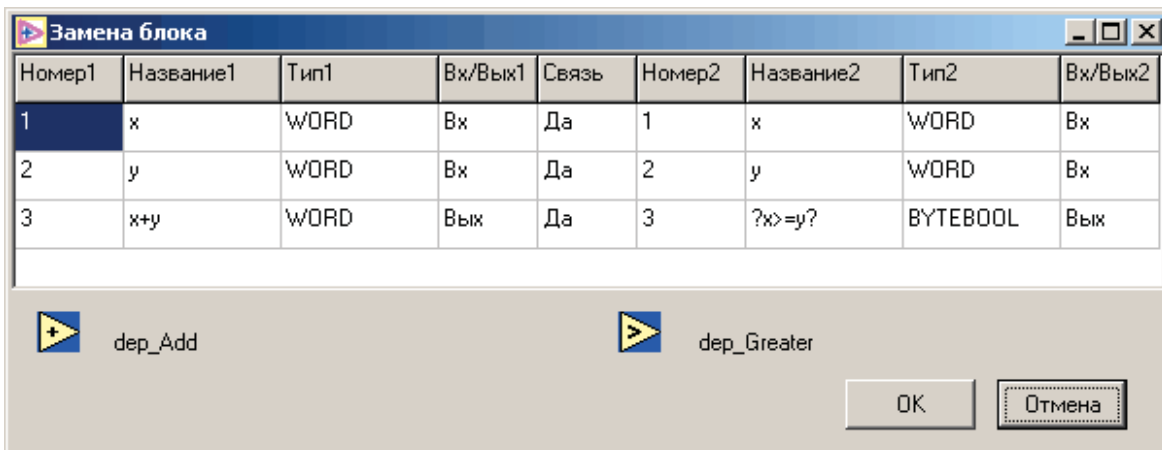 Замена блока
Номер1 Название1 Тип1 Вх/Вых1 Связь Номер2 Название2 Тип2 Вх/Вых2
1 x WORD Вх Да 1 x WORD Вх
2 y WORD Вх Да 2 y WORD Вх
3 x+y WORD Вых Да 3 ?x>=y? BYTEBOOL Вых
+ dep_Add > dep_Greater
OK Отмена